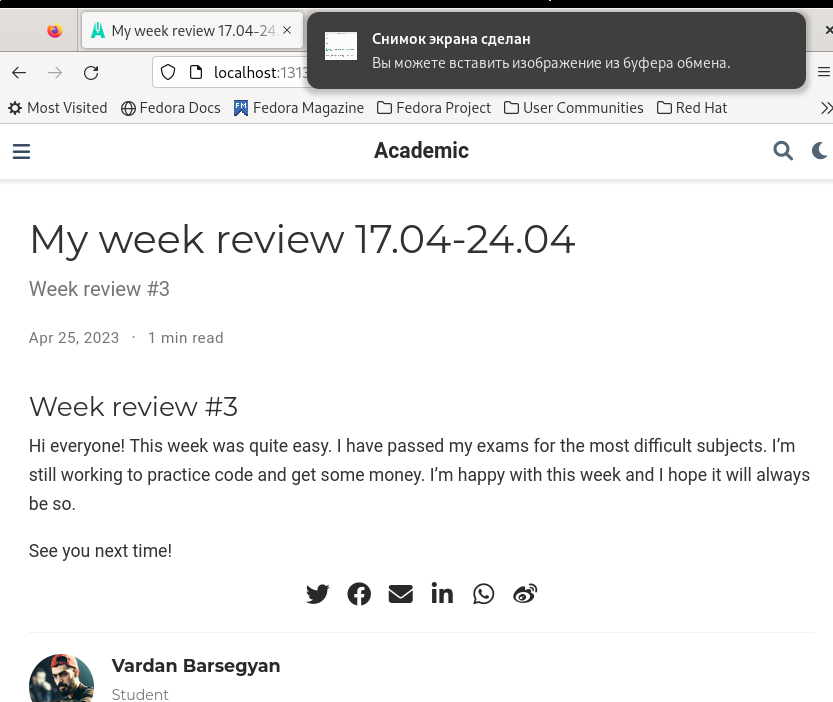 My week review 17.04-24
Снимок экрана сделан
Вы можете вставить изображение из буфера обмена.
localhost:1313
Most Visited
Fedora Docs
FM Fedora Magazine
Fedora Project
User Communities
Red Hat
Academic
My week review 17.04-24.04
Week review #3
Apr 25, 2023 · 1 min read
Week review #3
Hi everyone! This week was quite easy. I have passed my exams for the most difficult subjects. I’m
still working to practice code and get some money. I’m happy with this week and I hope it will always
be so.
See you next time!
Vardan Barsegyan
Student